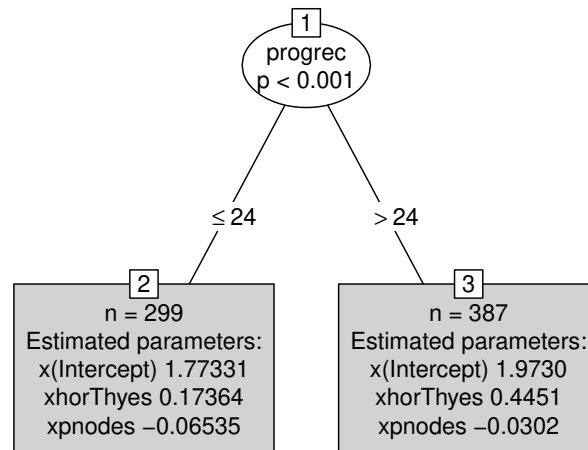 1
progrec
p < 0.001
≤ 24
> 24
2
n = 299
Estimated parameters:
x(Intercept) 1.77331
xhorThyes 0.17364
xpnodes −0.06535
3
n = 387
Estimated parameters:
x(Intercept) 1.9730
xhorThyes 0.4451
xpnodes −0.0302